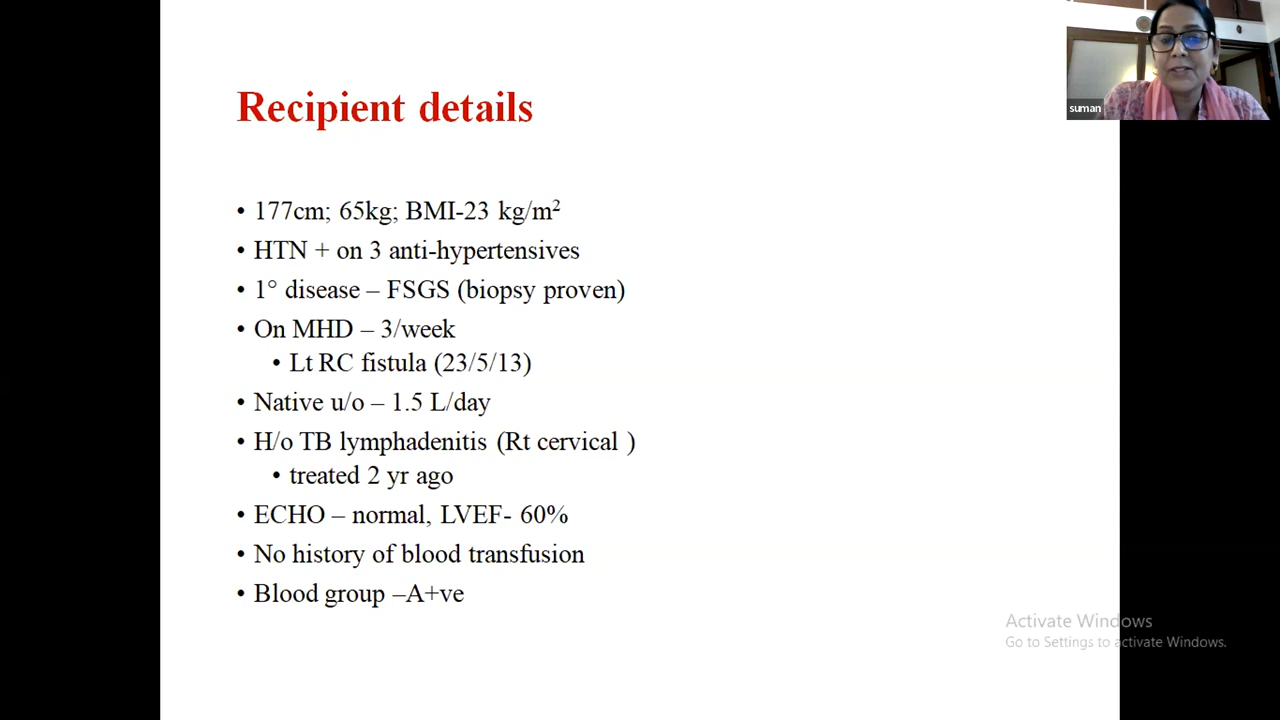 Recipient details
• 177cm; 65kg; BMI-23 kg/m²
• HTN + on 3 anti-hypertensives
• 1° disease – FSGS (biopsy proven)
• On MHD – 3/week
• Lt RC fistula (23/5/13)
• Native u/o – 1.5 L/day
• H/o TB lymphadenitis (Rt cervical )
• treated 2 yr ago
• ECHO – normal, LVEF- 60%
• No history of blood transfusion
• Blood group –A+ve
suman
Activate Windows
Go to Settings to activate Windows.